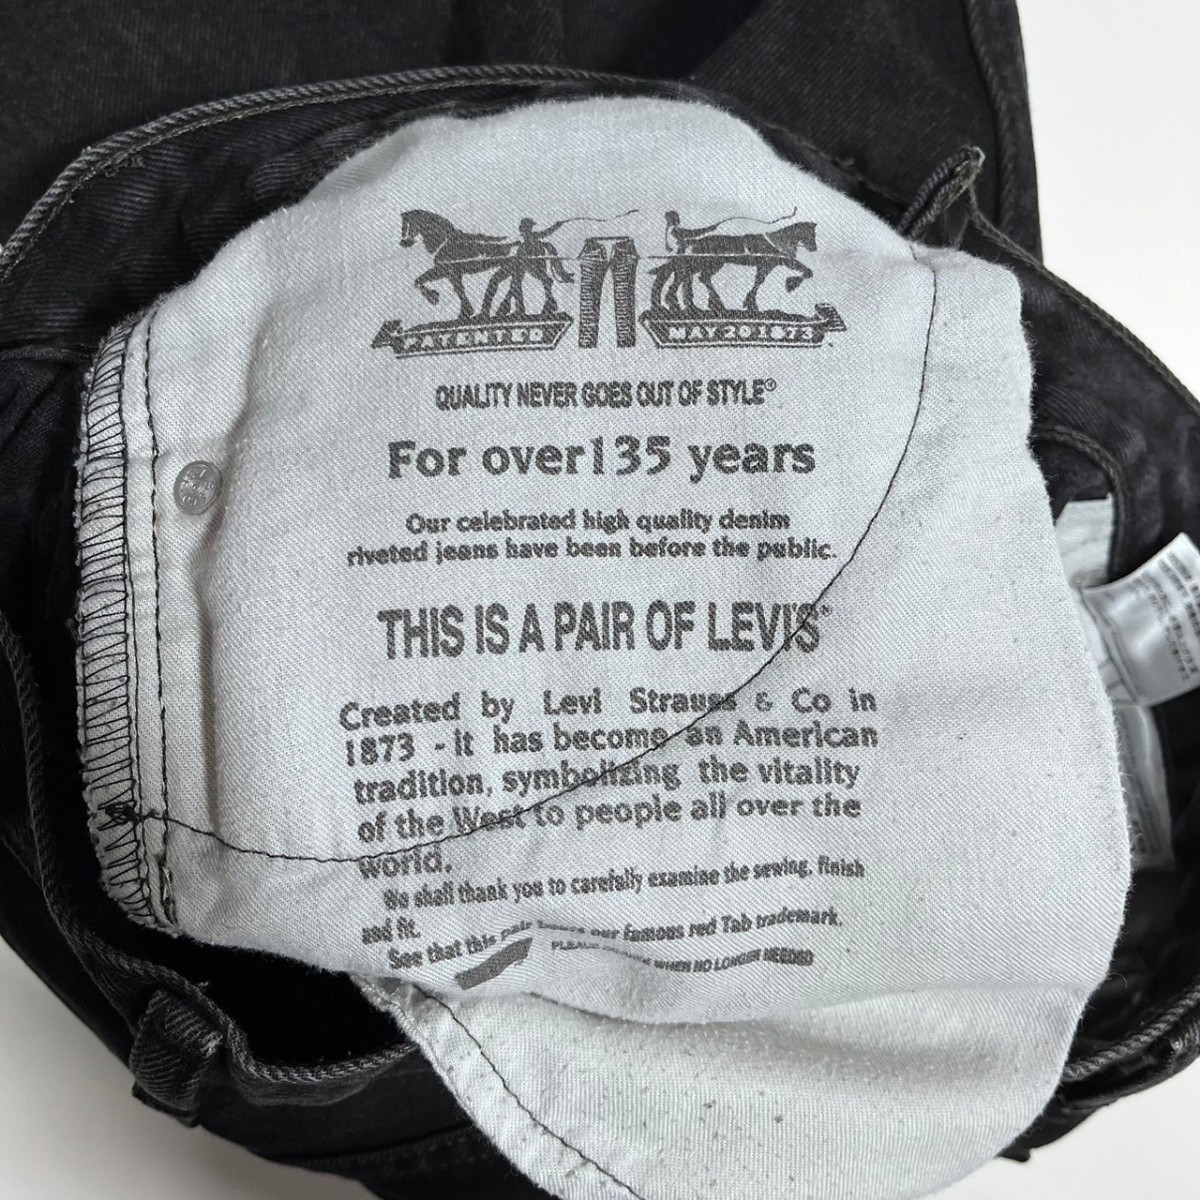 PATENTED
MAY 20 1873
QUALITY NEVER GOES OUT OF STYLE®
For over 135 years
Our celebrated high quality denim
riveted jeans have been before the public.
THIS IS A PAIR OF LEVI'S®
Created by Levi Strauss & Co in
1873 - it has become an American
tradition, symbolizing the vitality
of the West to people all over the
world.
We shall thank you to carefully examine the sewing, finish
and fit.
See that this pair our famous red Tab trademark.
WHEN NO LONGER NEEDED